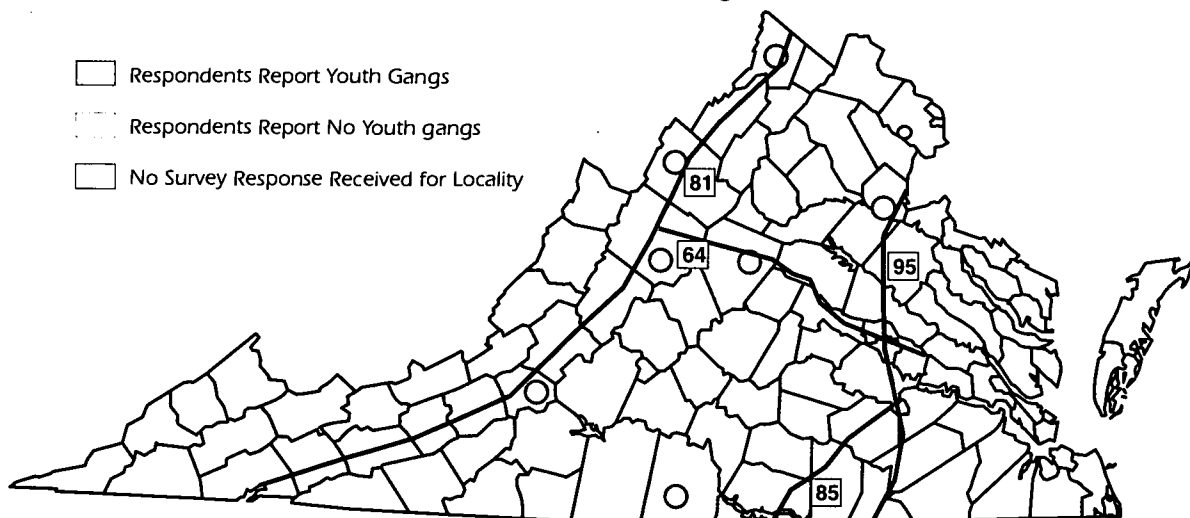 Respondents Report Youth Gangs
Respondents Report No Youth gangs
No Survey Response Received for Locality
81
64
95
85